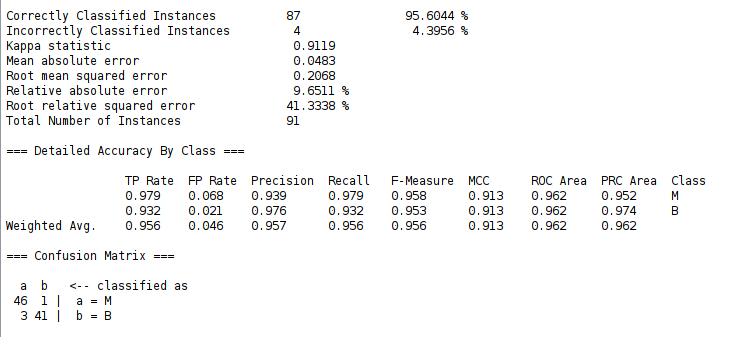 Correctly Classified Instances          87               95.6044 %
Incorrectly Classified Instances         4                4.3956 %
Kappa statistic                          0.9119
Mean absolute error                      0.0483
Root mean squared error                  0.2068
Relative absolute error                  9.6511 %
Root relative squared error             41.3338 %
Total Number of Instances               91
=== Detailed Accuracy By Class ===
                 TP Rate  FP Rate  Precision  Recall   F-Measure  MCC      ROC Area  PRC Area  Class
                 0.979    0.068    0.939      0.979    0.958      0.913    0.962     0.952     M
                 0.932    0.021    0.976      0.932    0.953      0.913    0.962     0.974     B
Weighted Avg.    0.956    0.046    0.957      0.956    0.956      0.913    0.962     0.962
=== Confusion Matrix ===
  a  b   <-- classified as
 46  1 |  a = M
  3 41 |  b = B